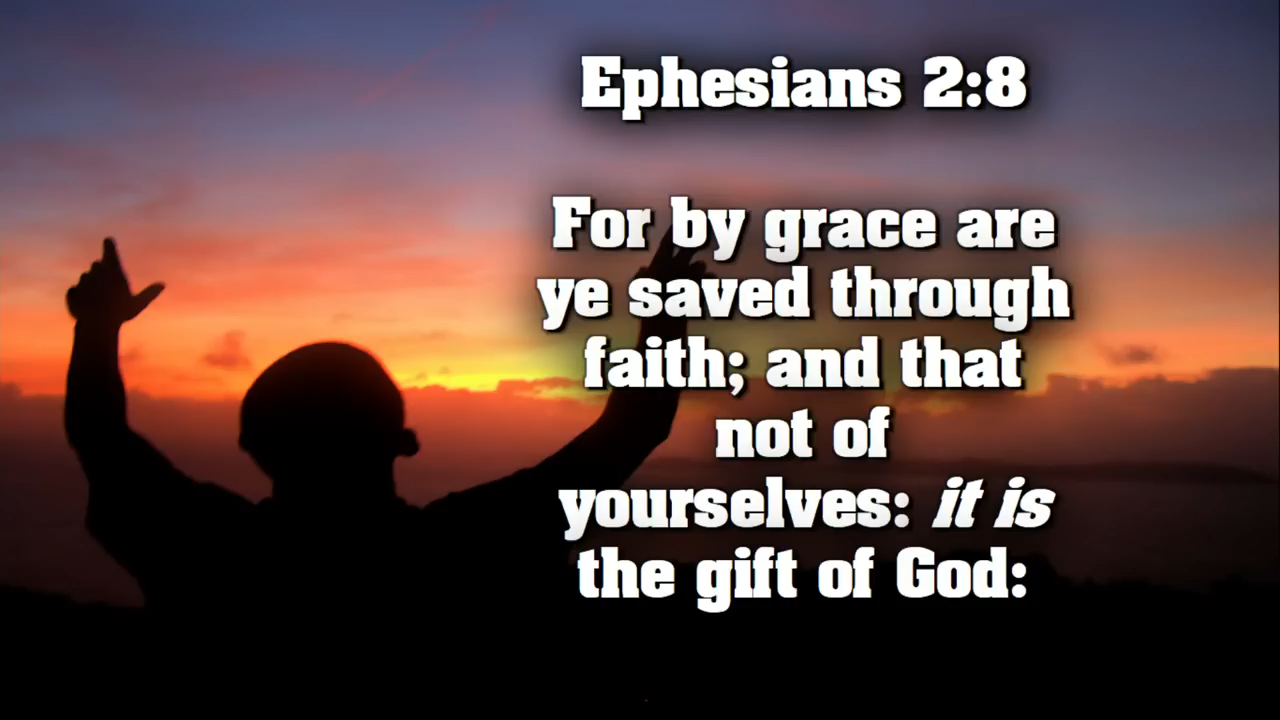 Ephesians 2:8
For by grace are
ye saved through
faith; and that
not of
yourselves: it is
the gift of God: